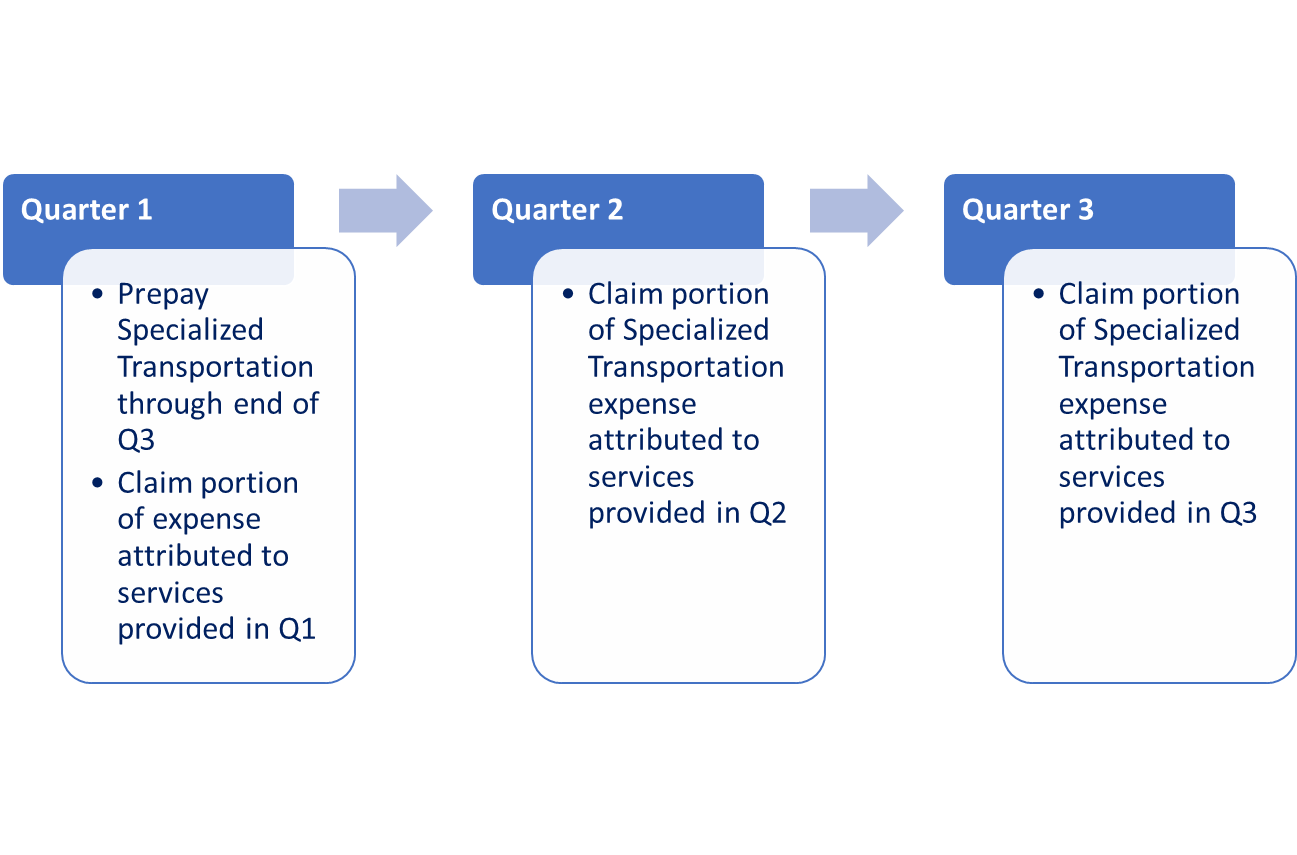 Quarter 1
• Prepay
Specialized
Transportation
through end of
Q3
• Claim portion
of expense
attributed to
services
provided in Q1
Quarter 2
• Claim portion
of Specialized
Transportation
expense
attributed to
services
provided in Q2
Quarter 3
• Claim portion
of Specialized
Transportation
expense
attributed to
services
provided in Q3